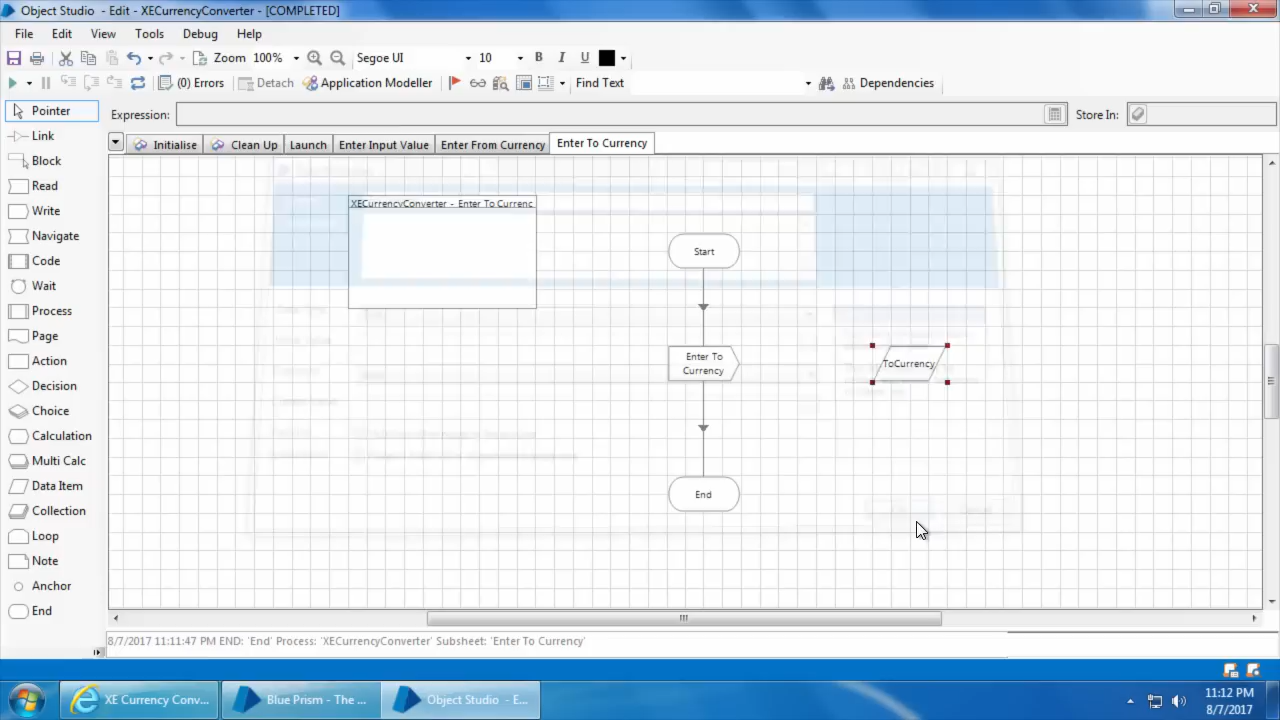 Object Studio - Edit - XECurrencyConverter - [COMPLETED]
File Edit View Tools Debug Help
Zoom 100% Segoe UI 10 B I U
(0) Errors Detach Application Modeller Find Text Dependencies
Pointer
Expression: Store In:
Link
Initialise Clean Up Launch Enter Input Value Enter From Currency Enter To Currency
Block
Read
Write
Navigate
Code
Wait
Process
Page
Action
Decision
Choice
Calculation
Multi Calc
Data Item
Collection
Loop
Note
Anchor
End
XECurrencyConverter - Enter To Currenc
Start
Enter To
Currency
ToCurrency
End
8/7/2017 11:11:47 PM END: 'End' Process: 'XECurrencyConverter' Subsheet: 'Enter To Currency'
XE Currency Conv... Blue Prism - The ... Object Studio - E...
11:12 PM
8/7/2017